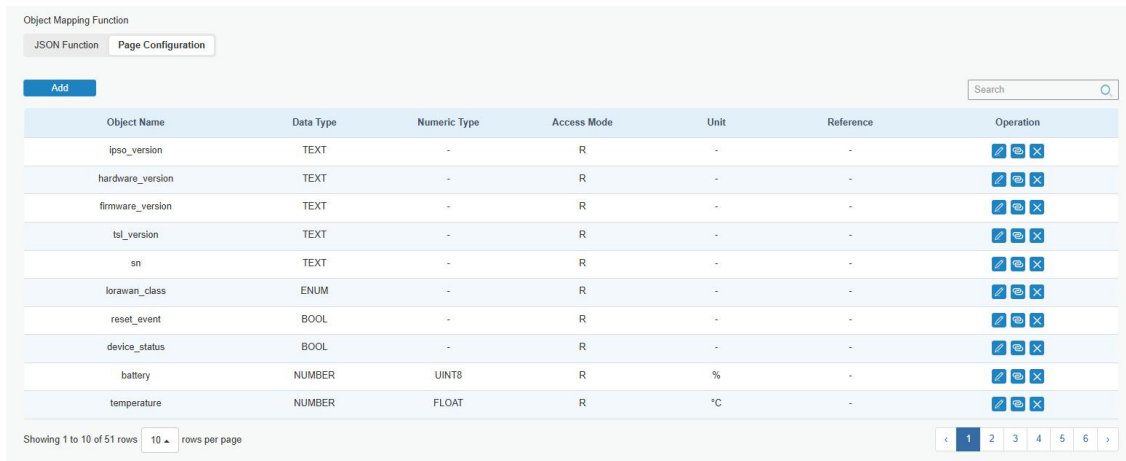 Object Mapping Function
JSON Function Page Configuration
Add Search
Object Name Data Type Numeric Type Access Mode Unit Reference Operation
ipso_version TEXT - R - -
hardware_version TEXT - R - -
firmware_version TEXT - R - -
tsl_version TEXT - R - -
sn TEXT - R - -
lorawan_class ENUM - R - -
reset_event BOOL - R - -
device_status BOOL - R - -
battery NUMBER UINT8 R % -
temperature NUMBER FLOAT R °C -
Showing 1 to 10 of 51 rows 10 rows per page ‹ 1 2 3 4 5 6 ›